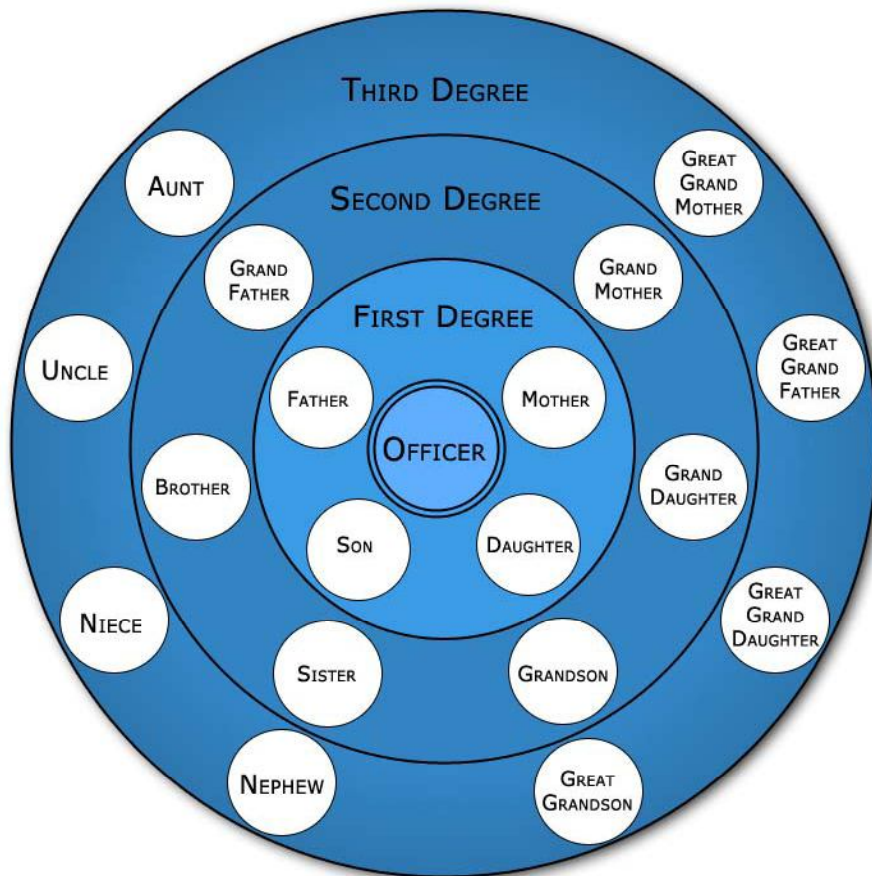 THIRD DEGREE
AUNT
GREAT
GRAND
MOTHER
SECOND DEGREE
GRAND
FATHER
GRAND
MOTHER
FIRST DEGREE
UNCLE
GREAT
GRAND
FATHER
FATHER
MOTHER
OFFICER
BROTHER
GRAND
DAUGHTER
SON
DAUGHTER
NIECE
GREAT
GRAND
DAUGHTER
SISTER
GRANDSON
NEPHEW
GREAT
GRANDSON